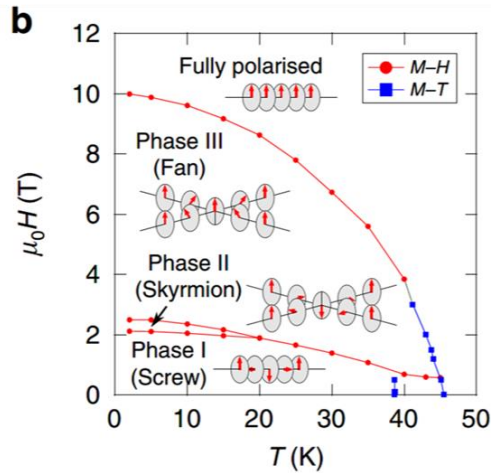 b
12
10
8
6
4
2
0
μ₀H (T)
Fully polarised
M–H
M–T
Phase III
(Fan)
Phase II
(Skyrmion)
Phase I
(Screw)
0 10 20 30 40 50
T (K)